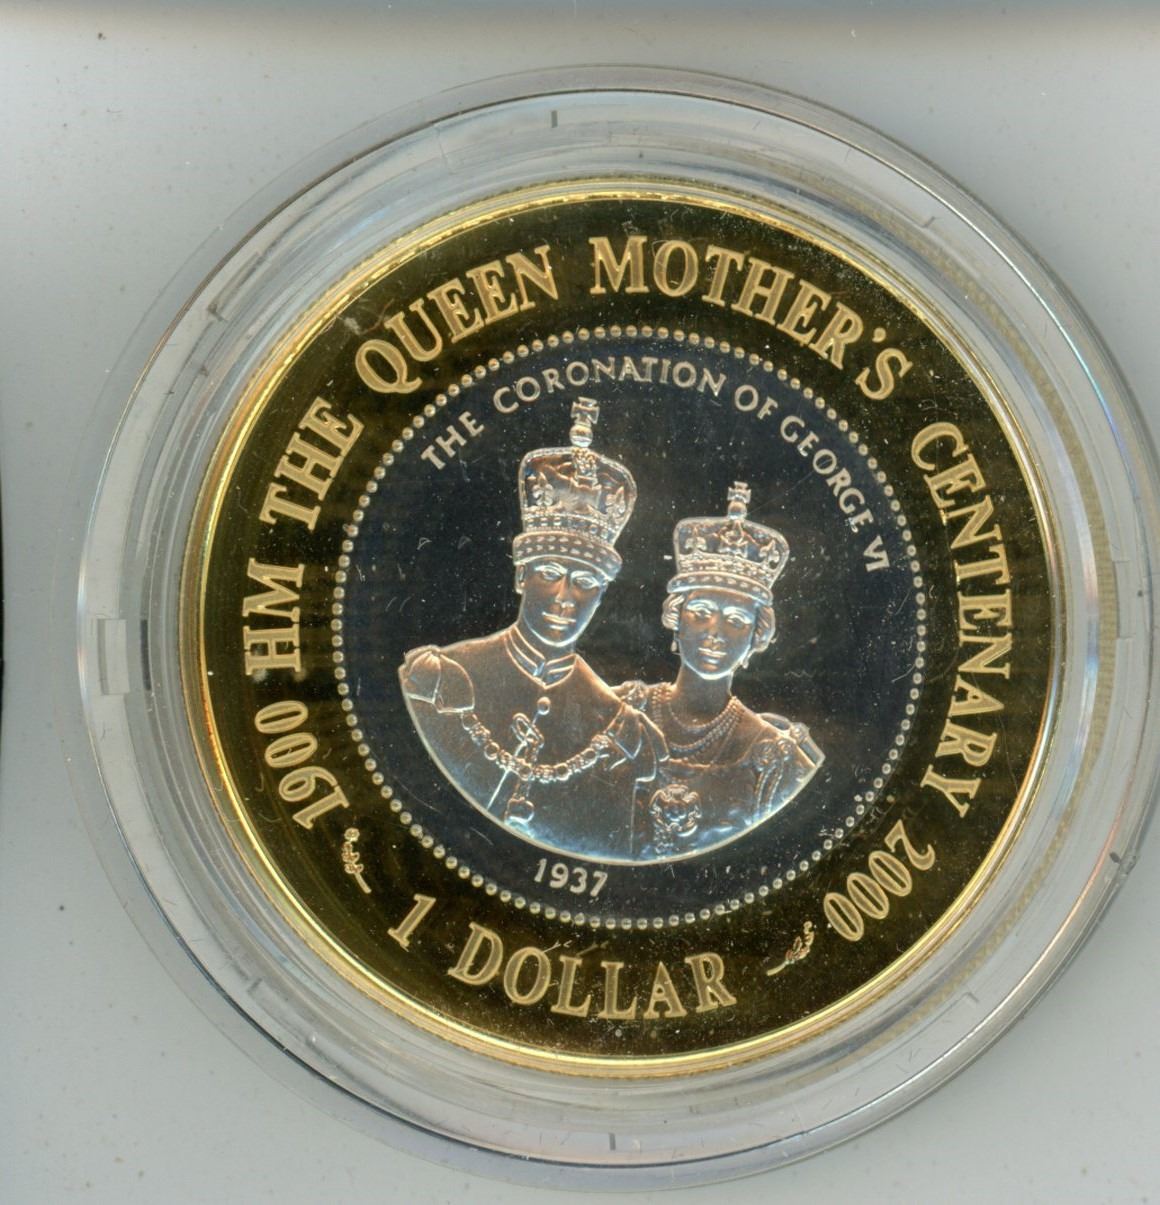 1900 HM THE QUEEN MOTHER'S CENTENARY 2000
THE CORONATION OF GEORGE VI
1937
1 DOLLAR